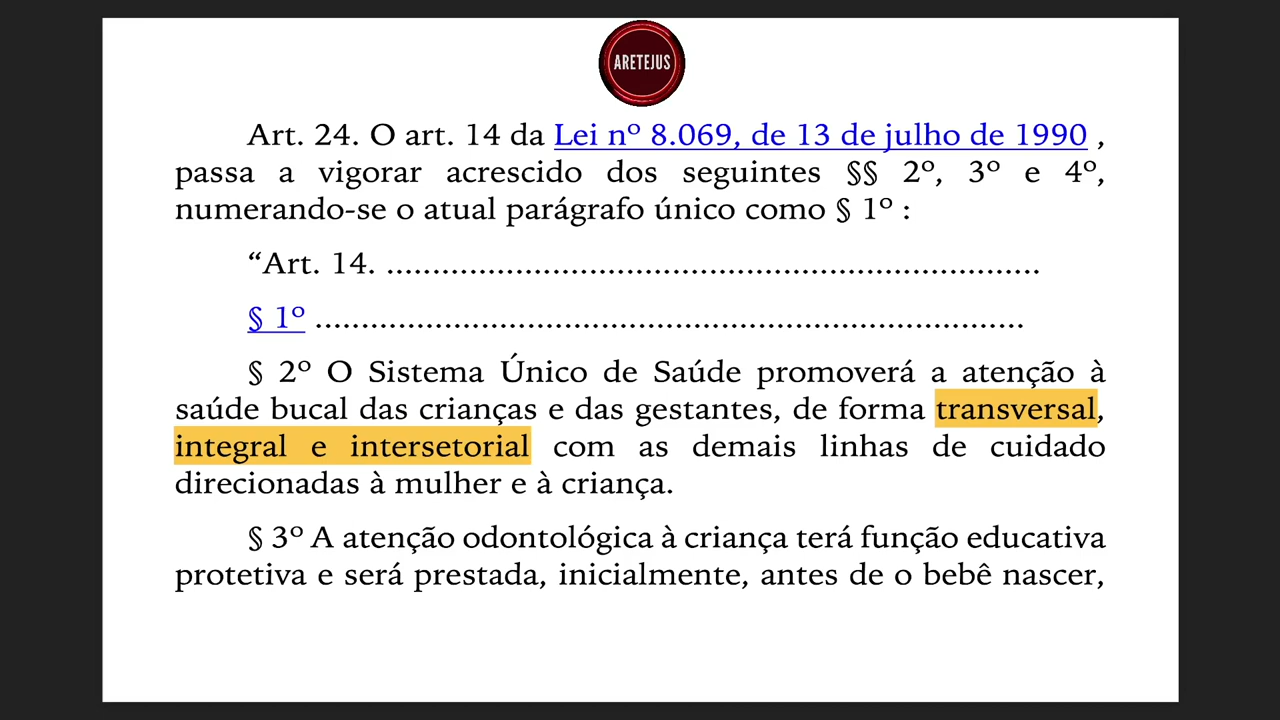 ARETEJUS
Art. 24. O art. 14 da Lei nº 8.069, de 13 de julho de 1990 ,
passa a vigorar acrescido dos seguintes §§ 2º, 3º e 4º,
numerando-se o atual parágrafo único como § 1º :
“Art. 14. .......................................................................
§ 1º .............................................................................
§ 2º O Sistema Único de Saúde promoverá a atenção à
saúde bucal das crianças e das gestantes, de forma transversal,
integral e intersetorial com as demais linhas de cuidado
direcionadas à mulher e à criança.
§ 3º A atenção odontológica à criança terá função educativa
protetiva e será prestada, inicialmente, antes de o bebê nascer,